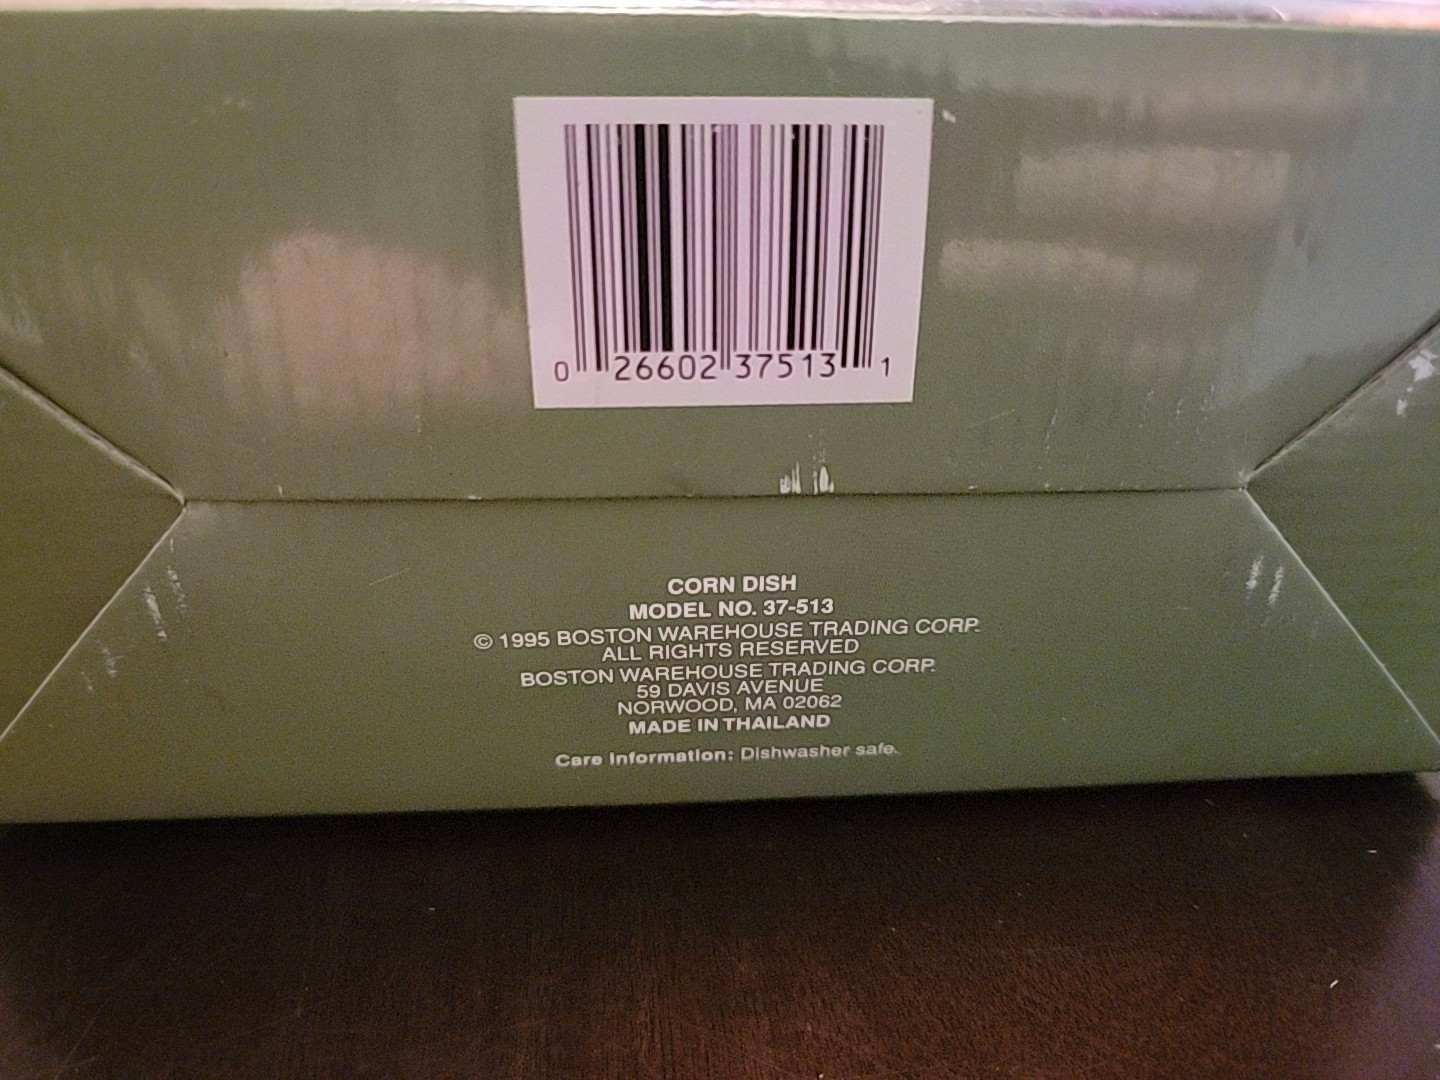 0 26602 37513 1
CORN DISH
MODEL NO. 37-513
© 1995 BOSTON WAREHOUSE TRADING CORP.
ALL RIGHTS RESERVED
BOSTON WAREHOUSE TRADING CORP.
59 DAVIS AVENUE
NORWOOD, MA 02062
MADE IN THAILAND
Care Information: Dishwasher safe.